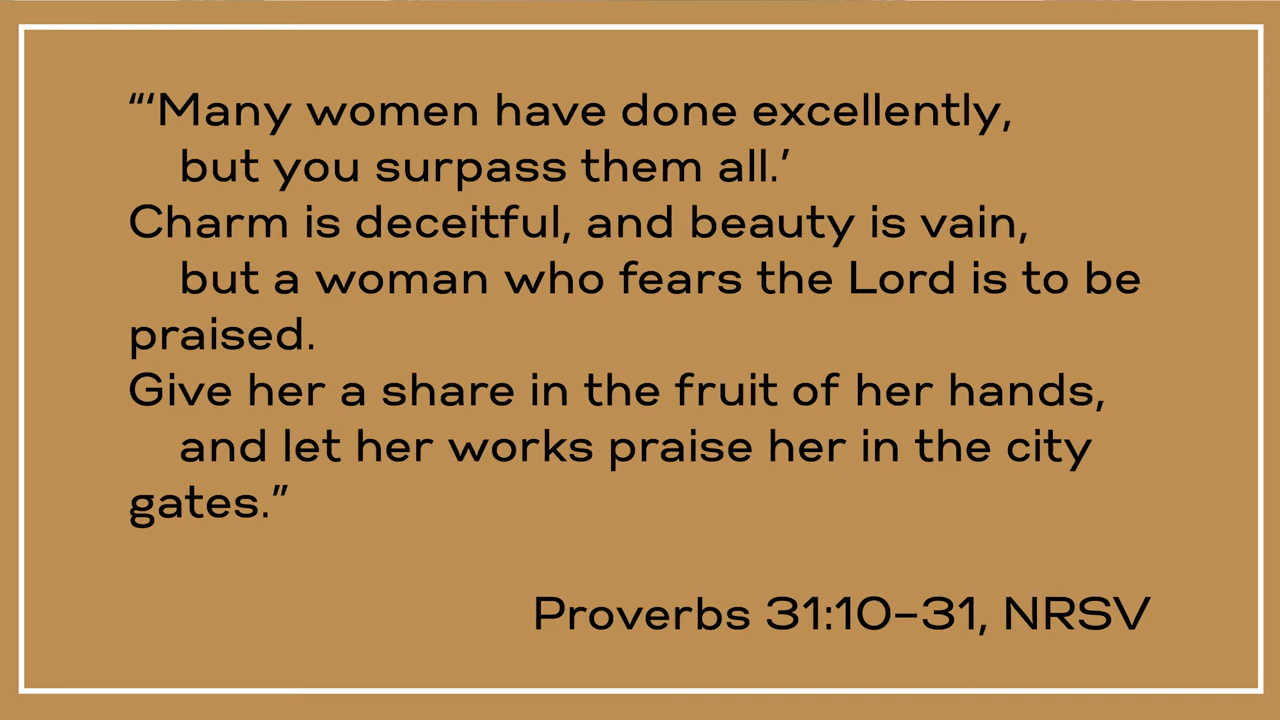 “‘Many women have done excellently,
but you surpass them all.’
Charm is deceitful, and beauty is vain,
but a woman who fears the Lord is to be
praised.
Give her a share in the fruit of her hands,
and let her works praise her in the city
gates.”
Proverbs 31:10–31, NRSV